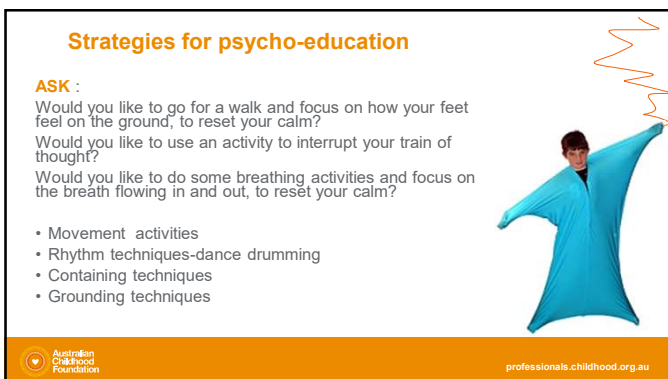 Strategies for psycho-education
ASK :
Would you like to go for a walk and focus on how your feet
feel on the ground, to reset your calm?
Would you like to use an activity to interrupt your train of
thought?
Would you like to do some breathing activities and focus on
the breath flowing in and out, to reset your calm?
• Movement activities
• Rhythm techniques-dance drumming
• Containing techniques
• Grounding techniques
Australian
Childhood
Foundation
professionals.childhood.org.au